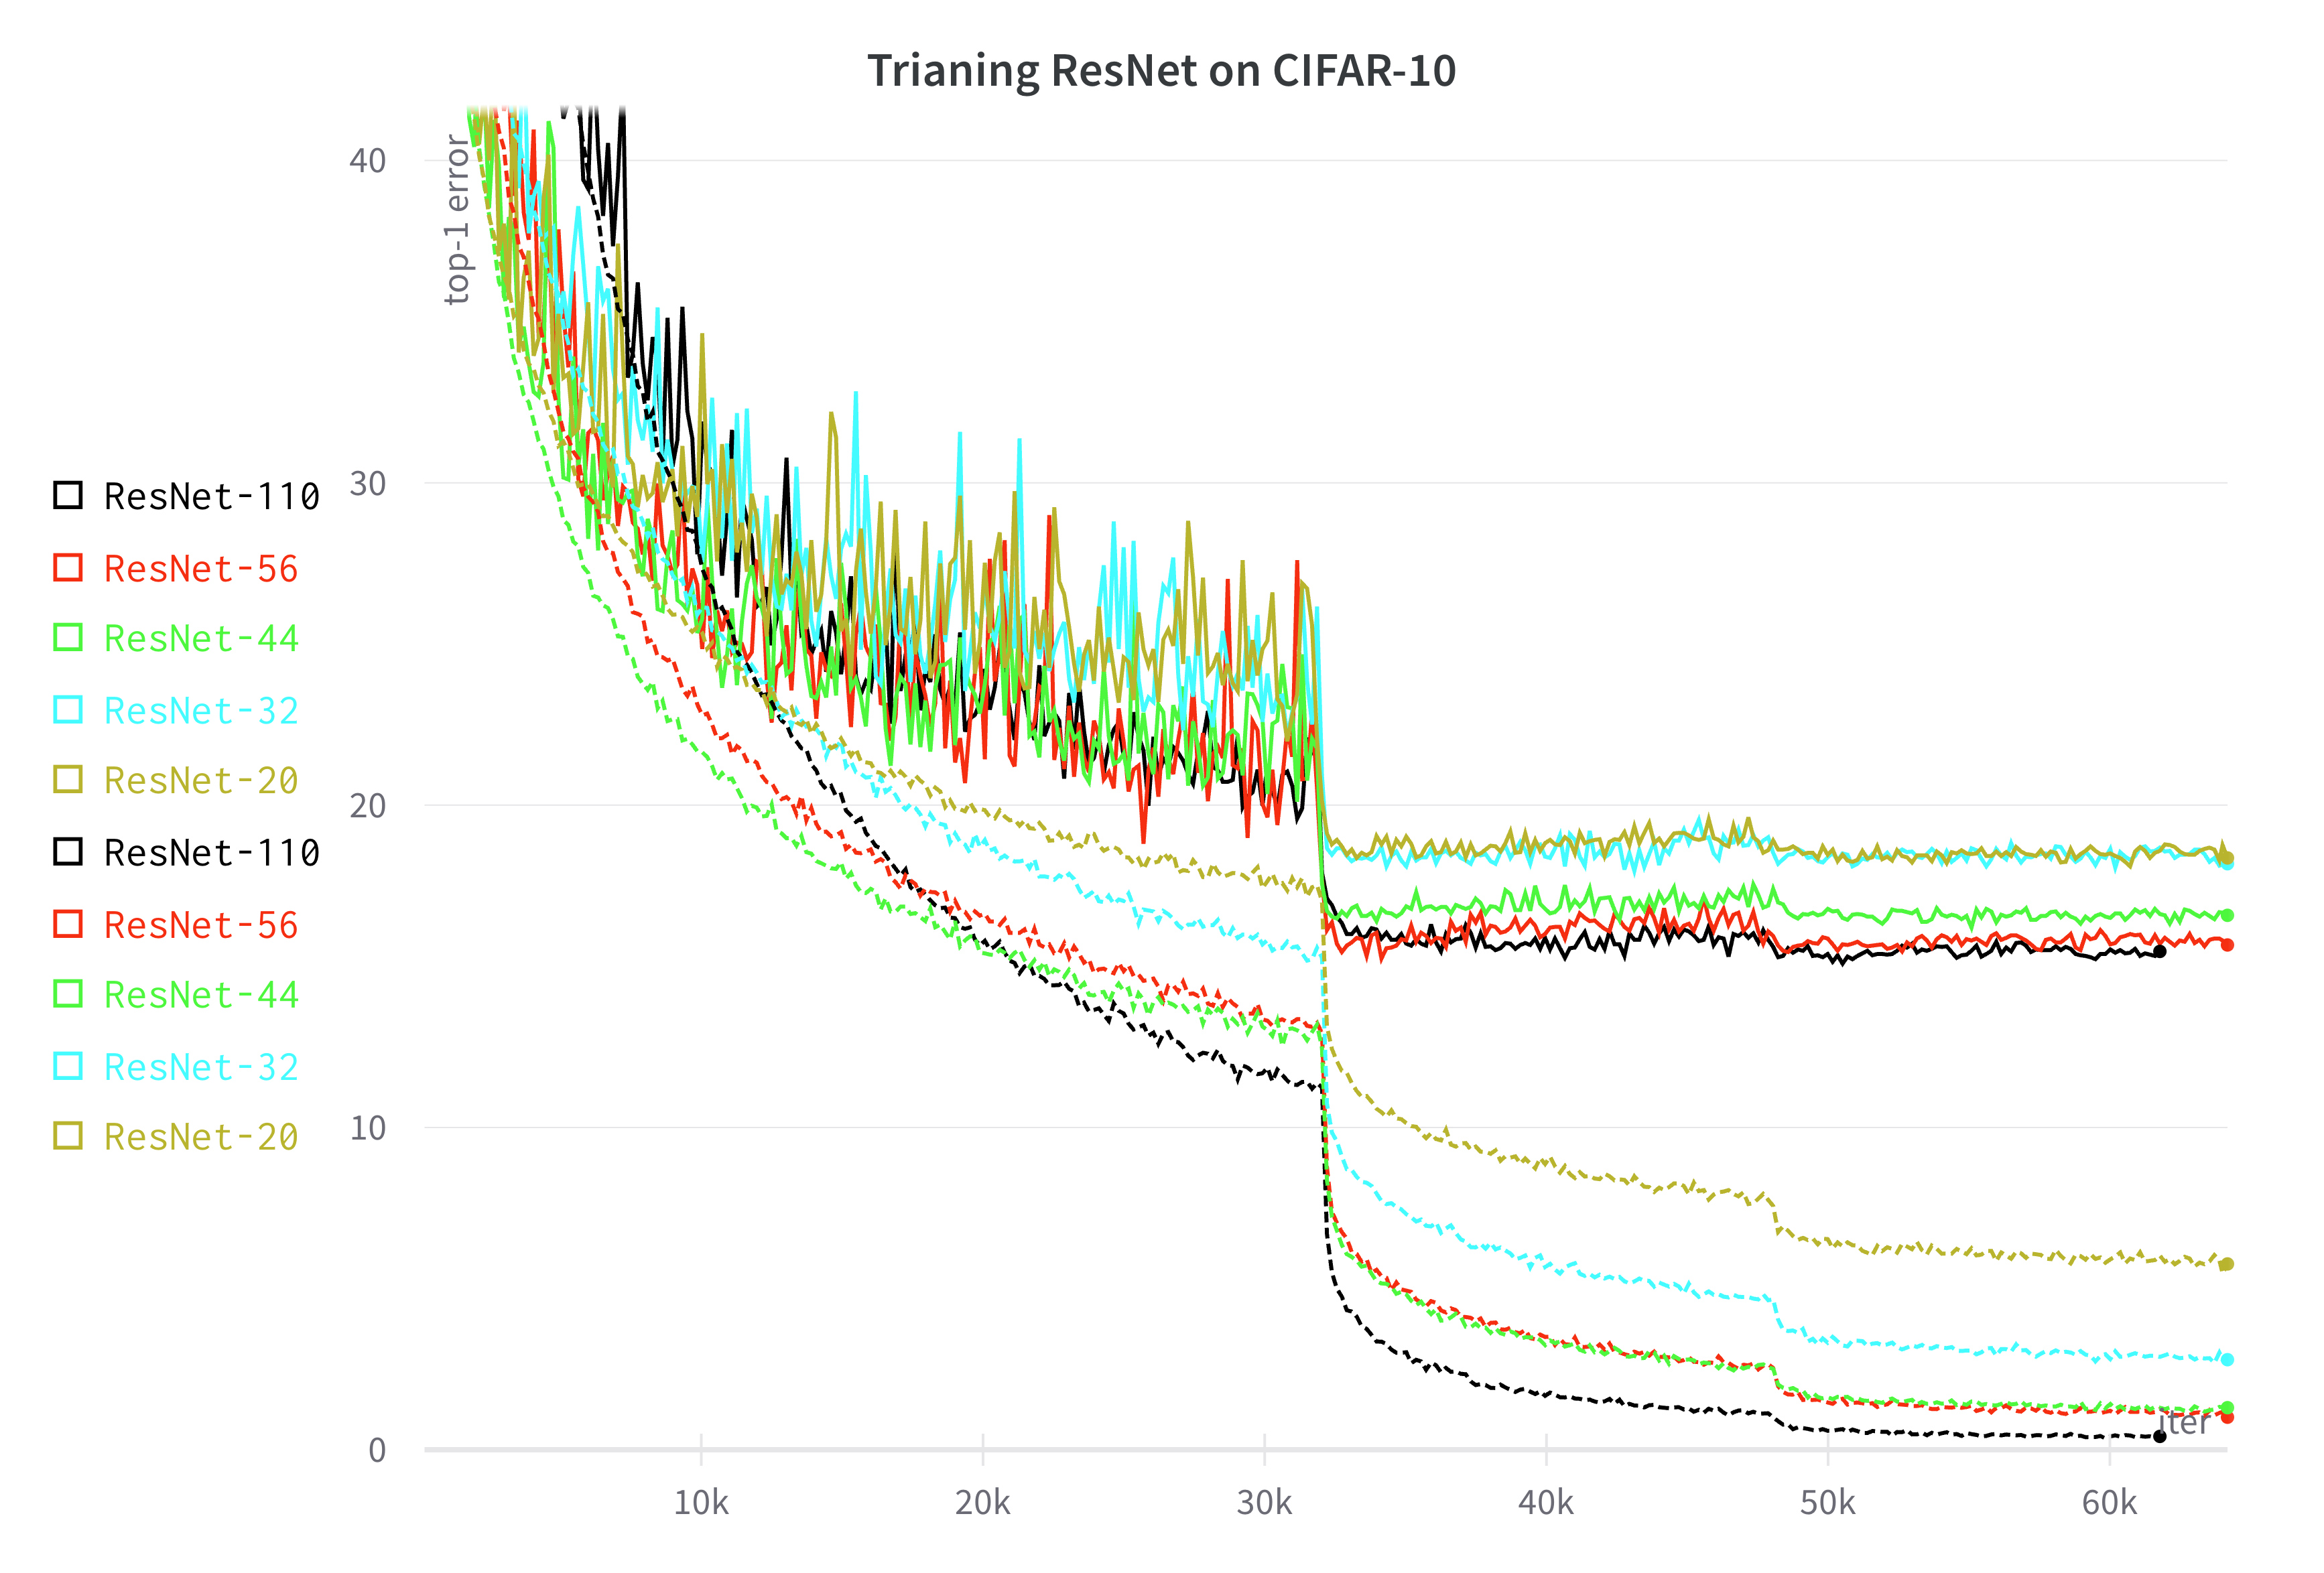 Trianing ResNet on CIFAR-10
top-1 error
40
30
20
10
0
ResNet-110
ResNet-56
ResNet-44
ResNet-32
ResNet-20
ResNet-110
ResNet-56
ResNet-44
ResNet-32
ResNet-20
iter
10k
20k
30k
40k
50k
60k